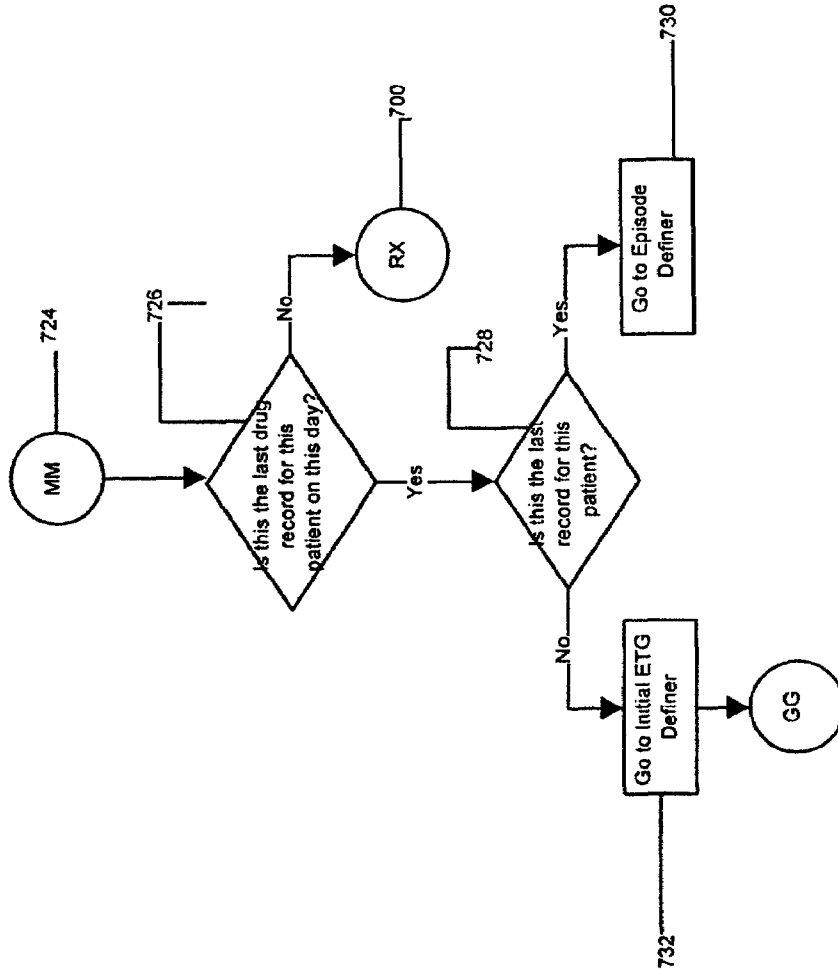 MM
724
726
Is this the last drug
record for this
patient on this day?
No
RX
700
Yes
728
Is this the last
record for this
patient?
No
Yes
Go to Initial ETG
Definer
732
Go to Episode
Definer
730
GG